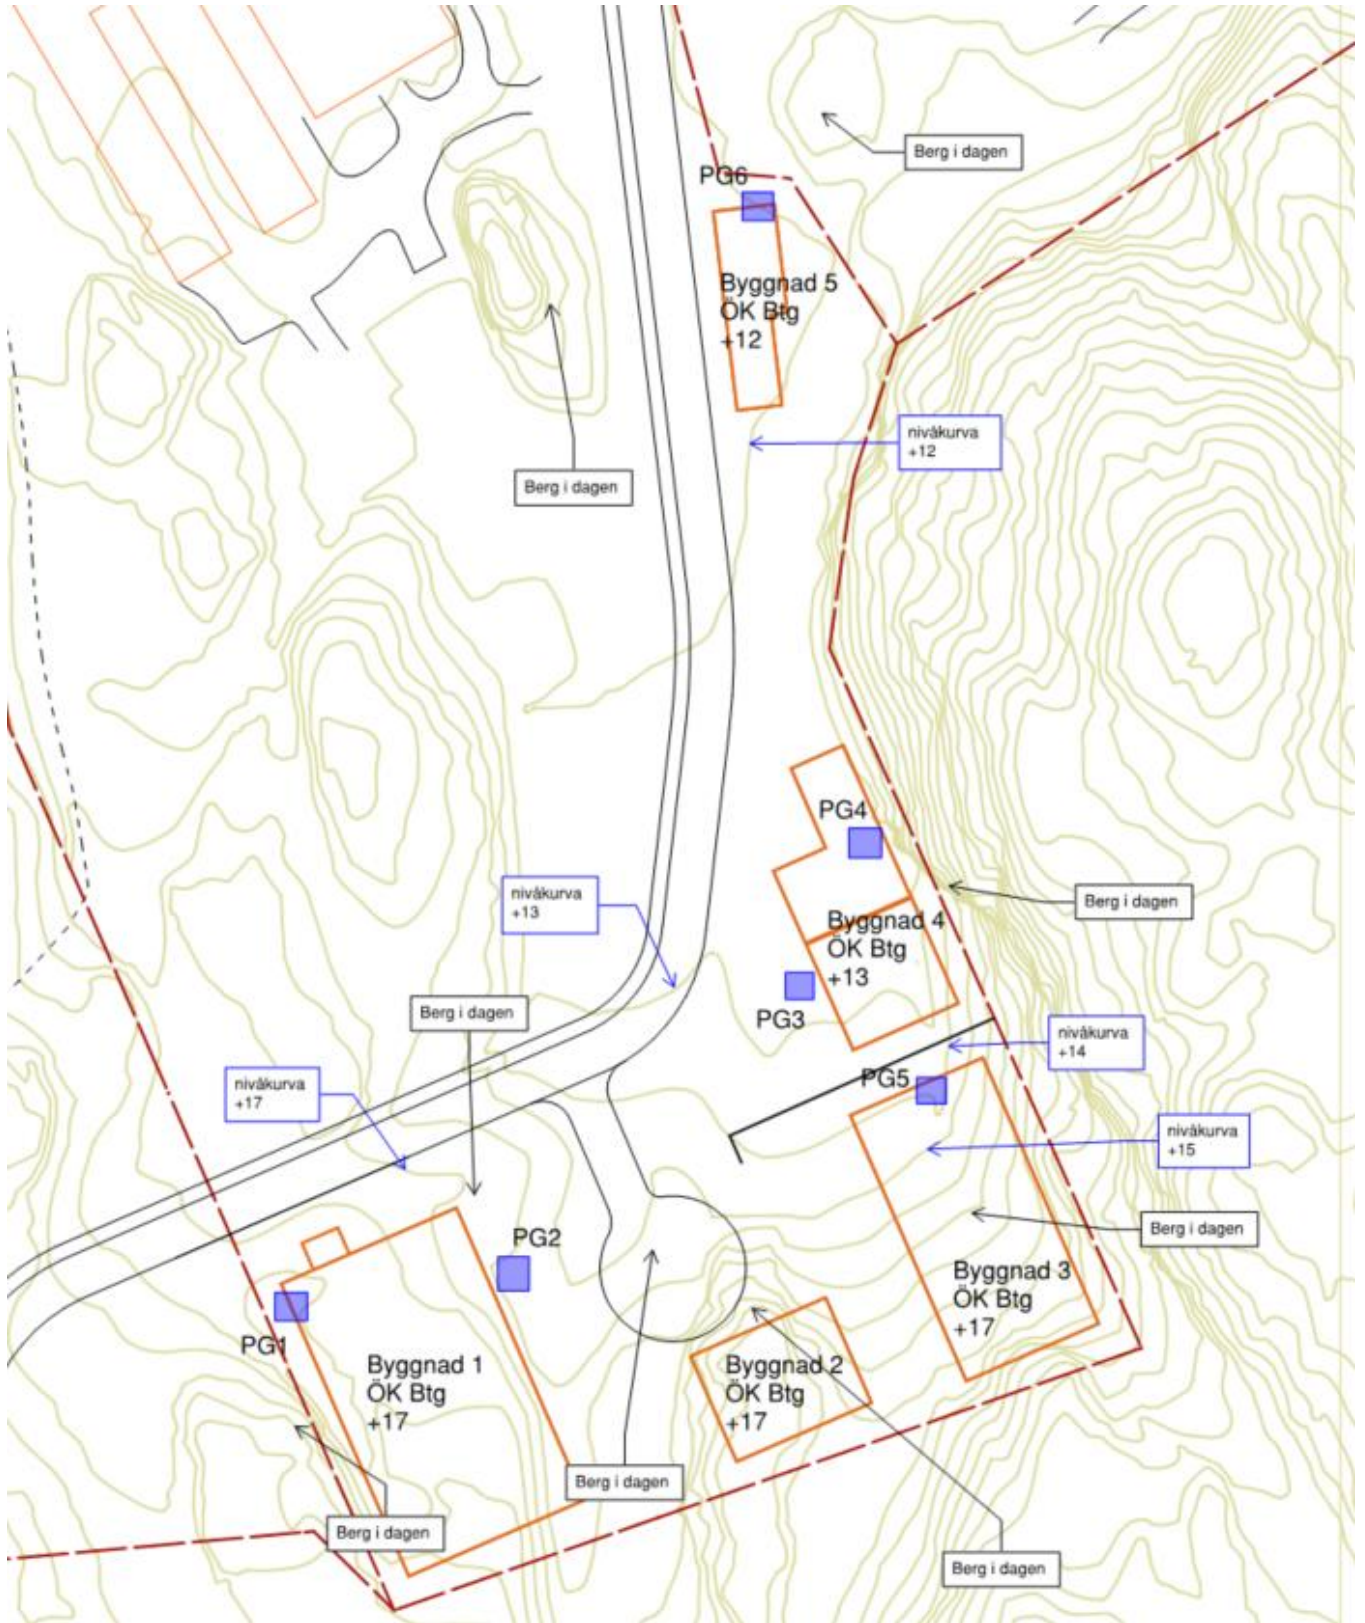 Berg i dagen
PG6
Byggnad 5
ÖK Btg
+12
nivåkurva
+12
Berg i dagen
PG4
nivåkurva
+13
Berg i dagen
Byggnad 4
ÖK Btg
+13
Berg i dagen
PG3
nivåkurva
+14
nivåkurva
+17
PG5
nivåkurva
+15
Berg i dagen
PG2
Byggnad 3
ÖK Btg
+17
PG1
Byggnad 1
ÖK Btg
+17
Byggnad 2
ÖK Btg
+17
Berg i dagen
Berg i dagen
Berg i dagen